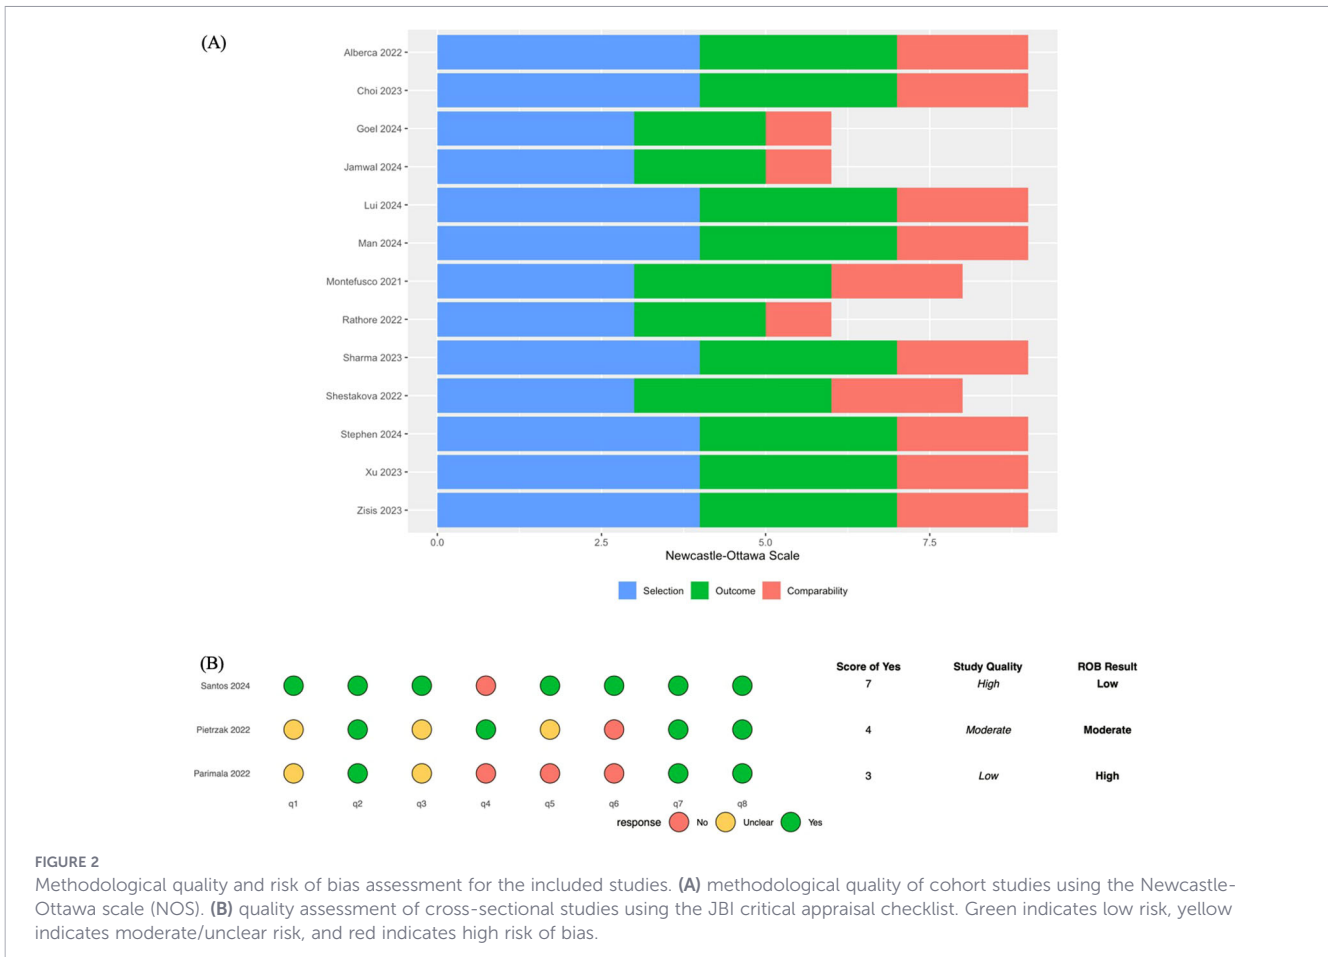 (A)
Alberca 2022
Choi 2023
Goel 2024
Jamwal 2024
Lui 2024
Man 2024
Montefusco 2021
Rathore 2022
Sharma 2023
Shestakova 2022
Stephen 2024
Xu 2023
Zisis 2023
0.0 2.5 5.0 7.5
Newcastle-Ottawa Scale
Selection Outcome Comparability
(B)
Score of Yes Study Quality ROB Result
Santos 2024 7 High Low
Pietrzak 2022 4 Moderate Moderate
Parimala 2022 3 Low High
q1 q2 q3 q4 q5 q6 q7 q8
response No Unclear Yes
FIGURE 2
Methodological quality and risk of bias assessment for the included studies. (A) methodological quality of cohort studies using the Newcastle-
Ottawa scale (NOS). (B) quality assessment of cross-sectional studies using the JBI critical appraisal checklist. Green indicates low risk, yellow
indicates moderate/unclear risk, and red indicates high risk of bias.